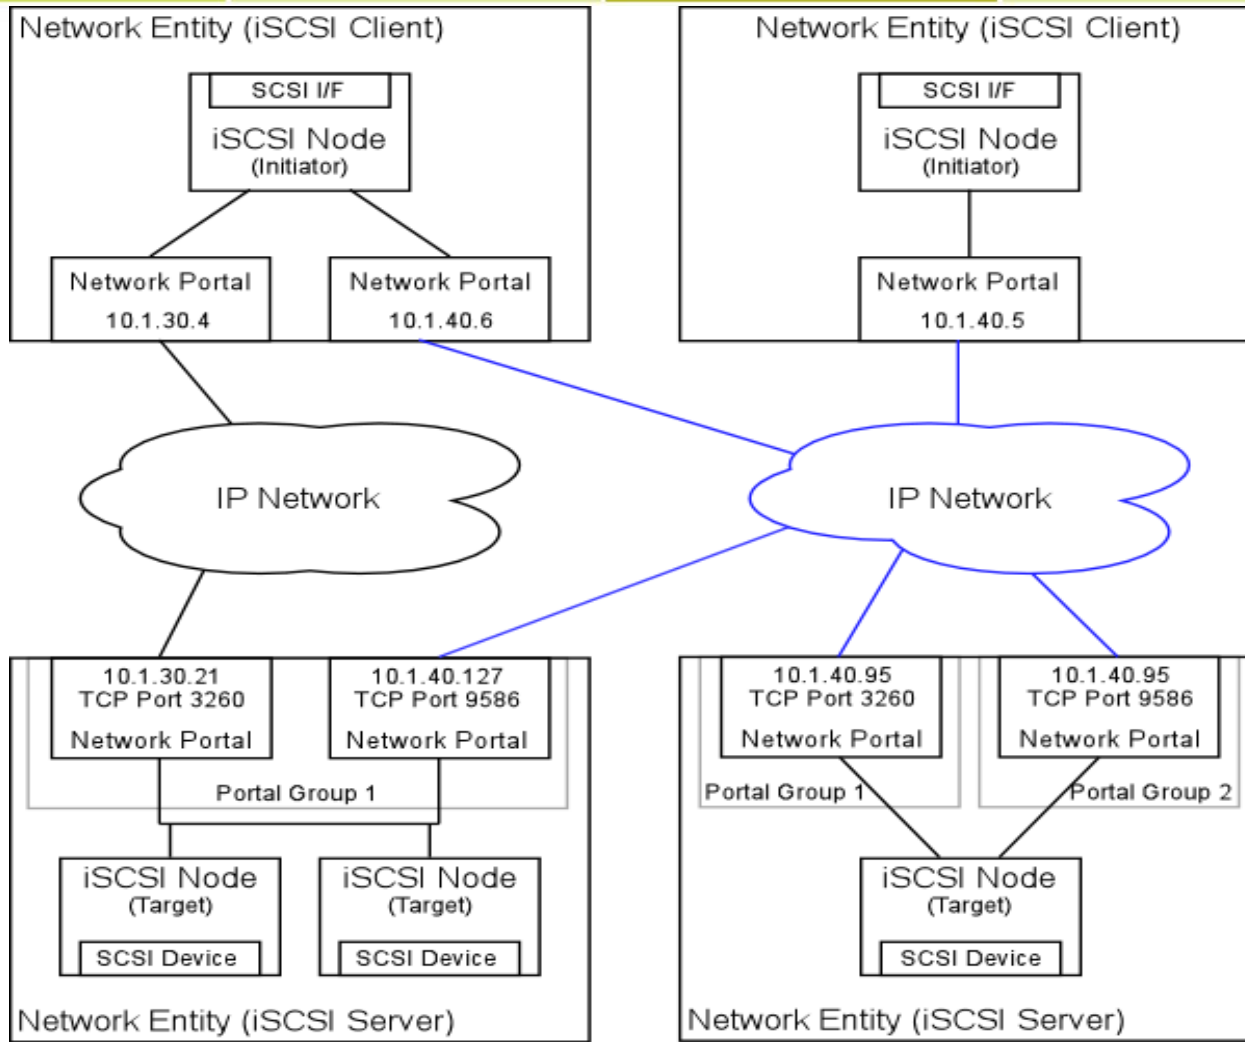 Network Entity (iSCSI Client)
SCSI I/F
iSCSI Node
(Initiator)
Network Portal
10.1.30.4
Network Portal
10.1.40.6
Network Entity (iSCSI Client)
SCSI I/F
iSCSI Node
(Initiator)
Network Portal
10.1.40.5
IP Network
IP Network
10.1.30.21
TCP Port 3260
Network Portal
10.1.40.127
TCP Port 9586
Network Portal
Portal Group 1
iSCSI Node
(Target)
SCSI Device
iSCSI Node
(Target)
SCSI Device
Network Entity (iSCSI Server)
10.1.40.95
TCP Port 3260
Network Portal
Portal Group 1
10.1.40.95
TCP Port 9586
Network Portal
Portal Group 2
iSCSI Node
(Target)
SCSI Device
Network Entity (iSCSI Server)